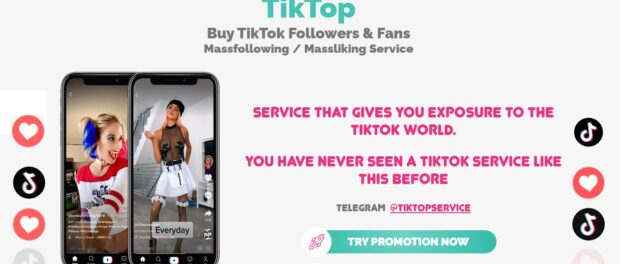 TikTop
Buy TikTok Followers & Fans
Massfollowing / Massliking Service
SERVICE THAT GIVES YOU EXPOSURE TO THE
TIKTOK WORLD.
YOU HAVE NEVER SEEN A TIKTOK SERVICE LIKE
THIS BEFORE
TELEGRAM @TIKTOPSERVICE
TRY PROMOTION NOW
Everyday